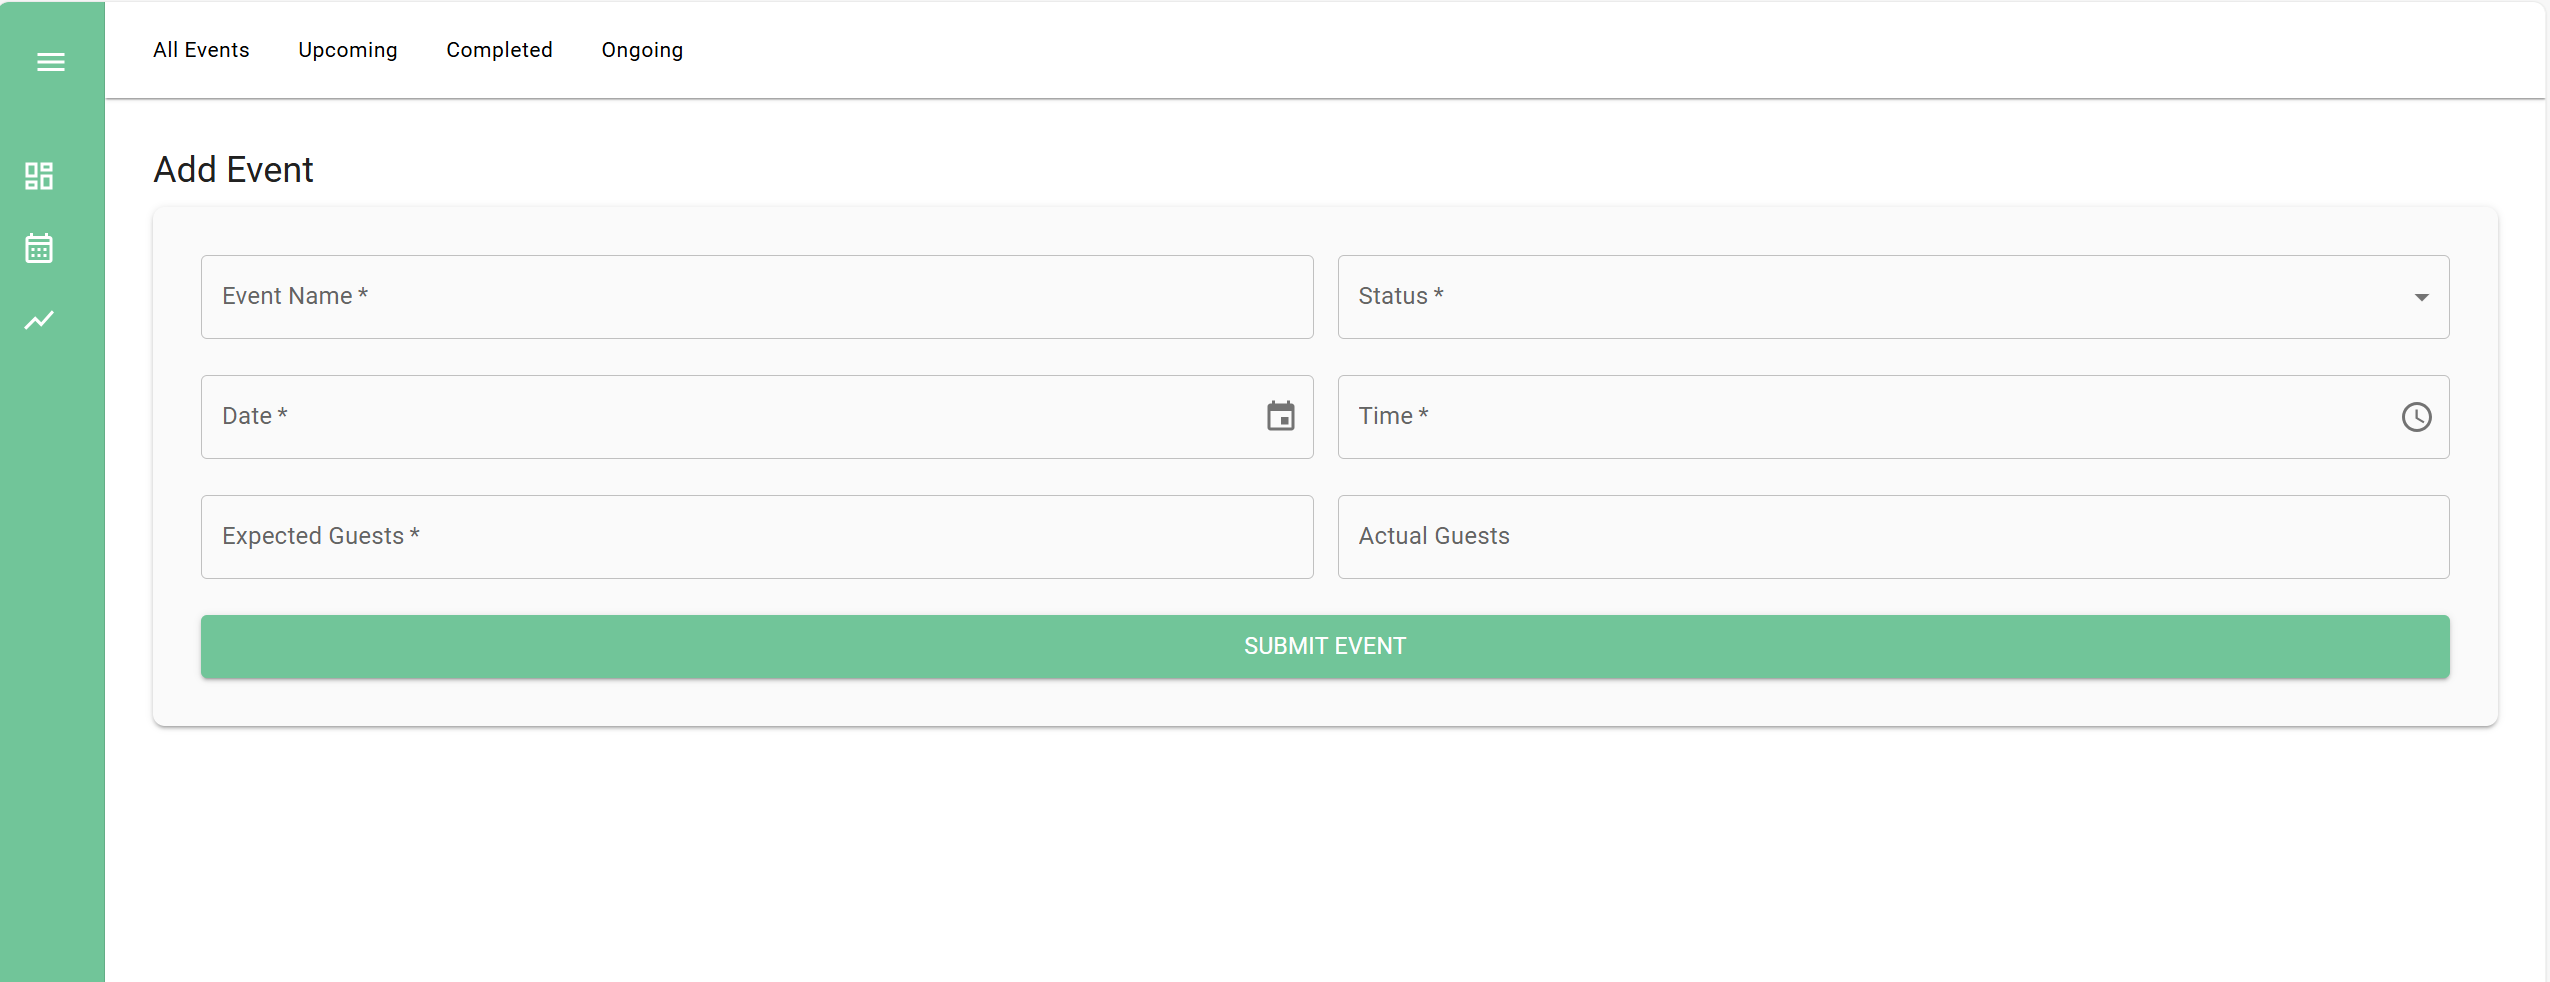 All Events Upcoming Completed Ongoing
Add Event
Event Name * Status *
Date * Time *
Expected Guests * Actual Guests
SUBMIT EVENT